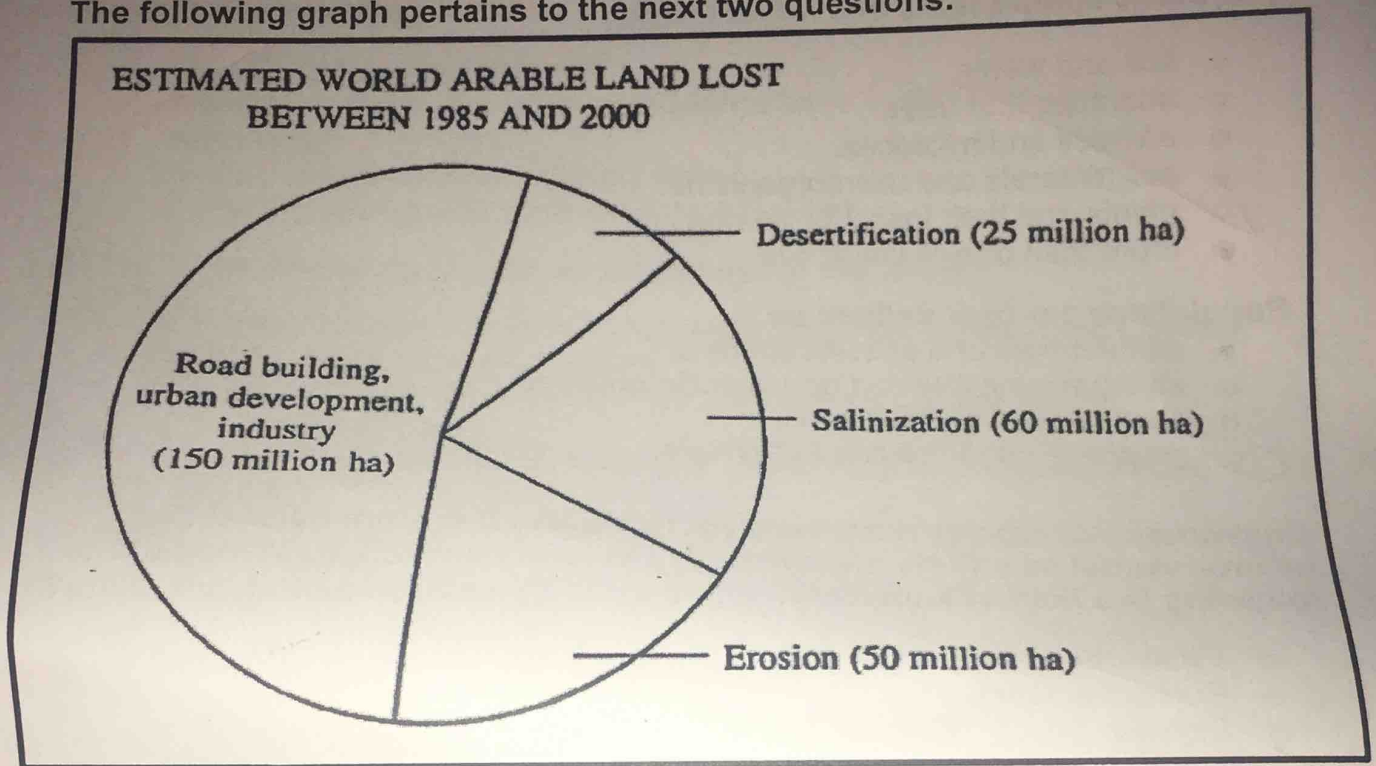 The following graph pertains to the next two questions.
ESTIMATED WORLD ARABLE LAND LOST
BETWEEN 1985 AND 2000
Desertification (25 million ha)
Road building,
urban development,
industry
(150 million ha)
Salinization (60 million ha)
Erosion (50 million ha)